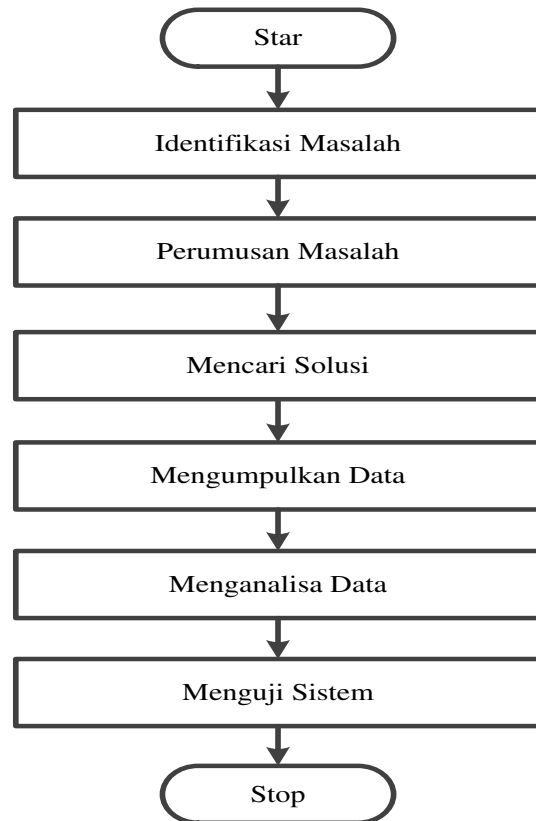 Star
Identifikasi Masalah
Perumusan Masalah
Mencari Solusi
Mengumpulkan Data
Menganalisa Data
Menguji Sistem
Stop